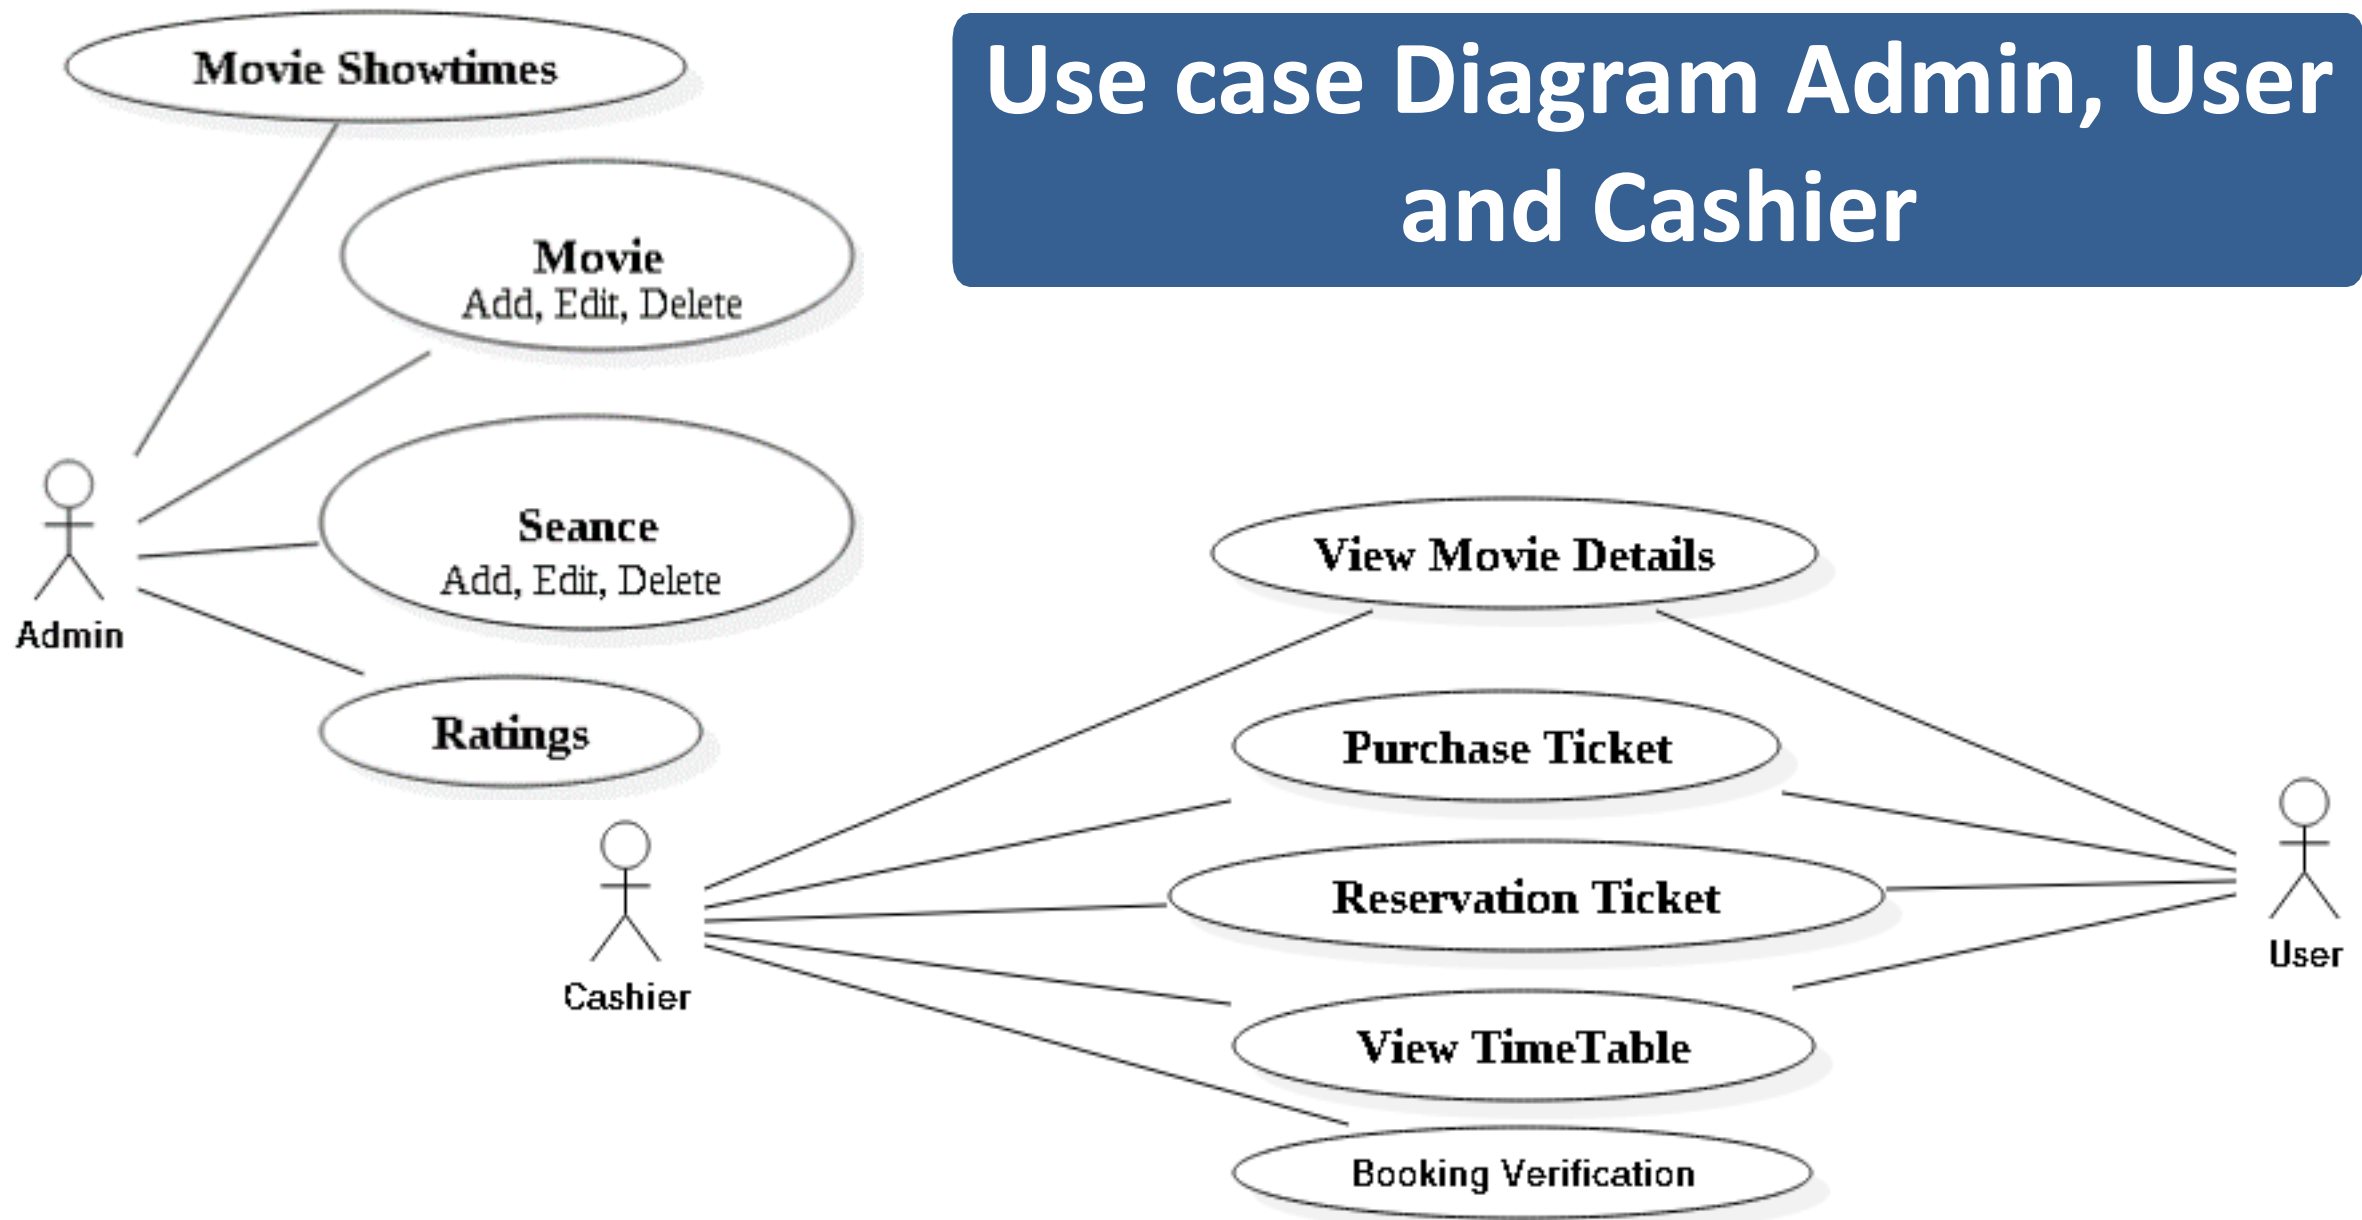 Movie Showtimes
Use case Diagram Admin, User
and Cashier
Movie
Add, Edit, Delete
Seance
Add, Edit, Delete
Admin
Ratings
View Movie Details
Purchase Ticket
Reservation Ticket
View TimeTable
Booking Verification
Cashier
User